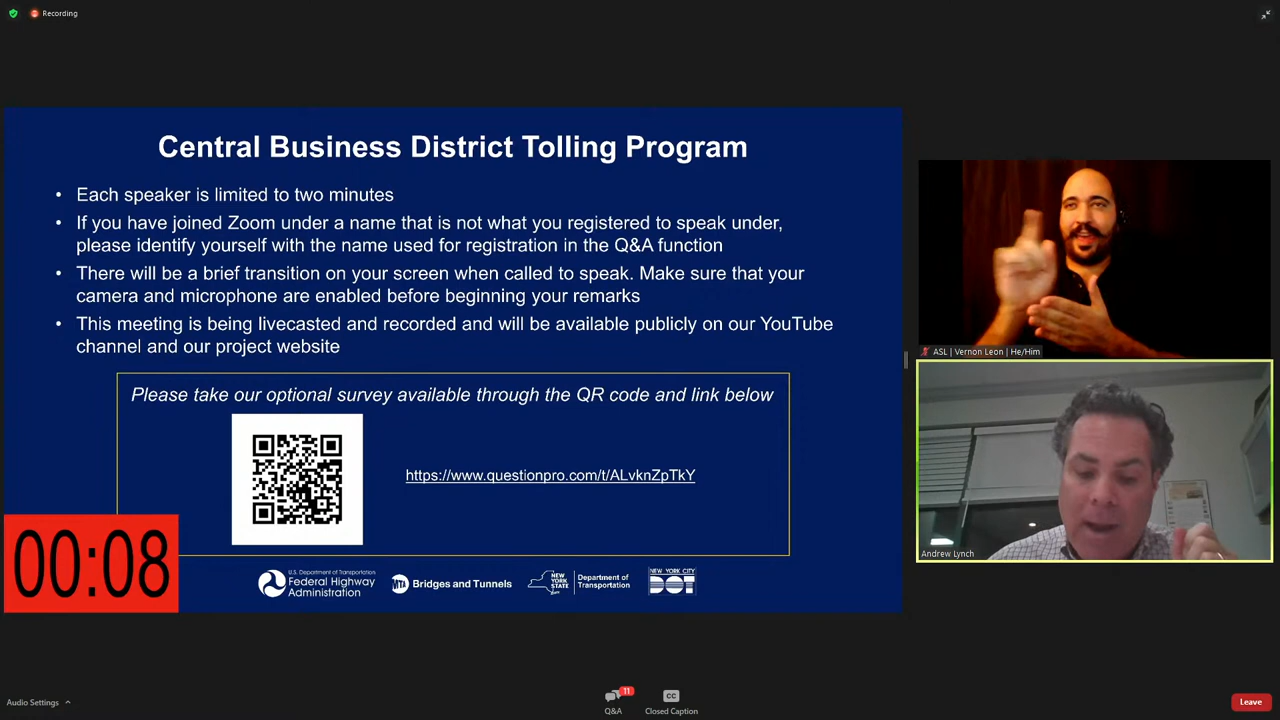 Recording
Central Business District Tolling Program
• Each speaker is limited to two minutes
• If you have joined Zoom under a name that is not what you registered to speak under,
please identify yourself with the name used for registration in the Q&A function
• There will be a brief transition on your screen when called to speak. Make sure that your
camera and microphone are enabled before beginning your remarks
• This meeting is being livecasted and recorded and will be available publicly on our YouTube
channel and our project website
Please take our optional survey available through the QR code and link below
https://www.questionpro.com/t/ALvknZpTkY
00:08
U.S. Department of Transportation
Federal Highway
Administration
MTA Bridges and Tunnels
NEW
YORK
STATE
Department of
Transportation
NEW YORK CITY
DOT
ASL | Vernon Leon | He/Him
Andrew Lynch
Audio Settings
11
Q&A
CC
Closed Caption
Leave